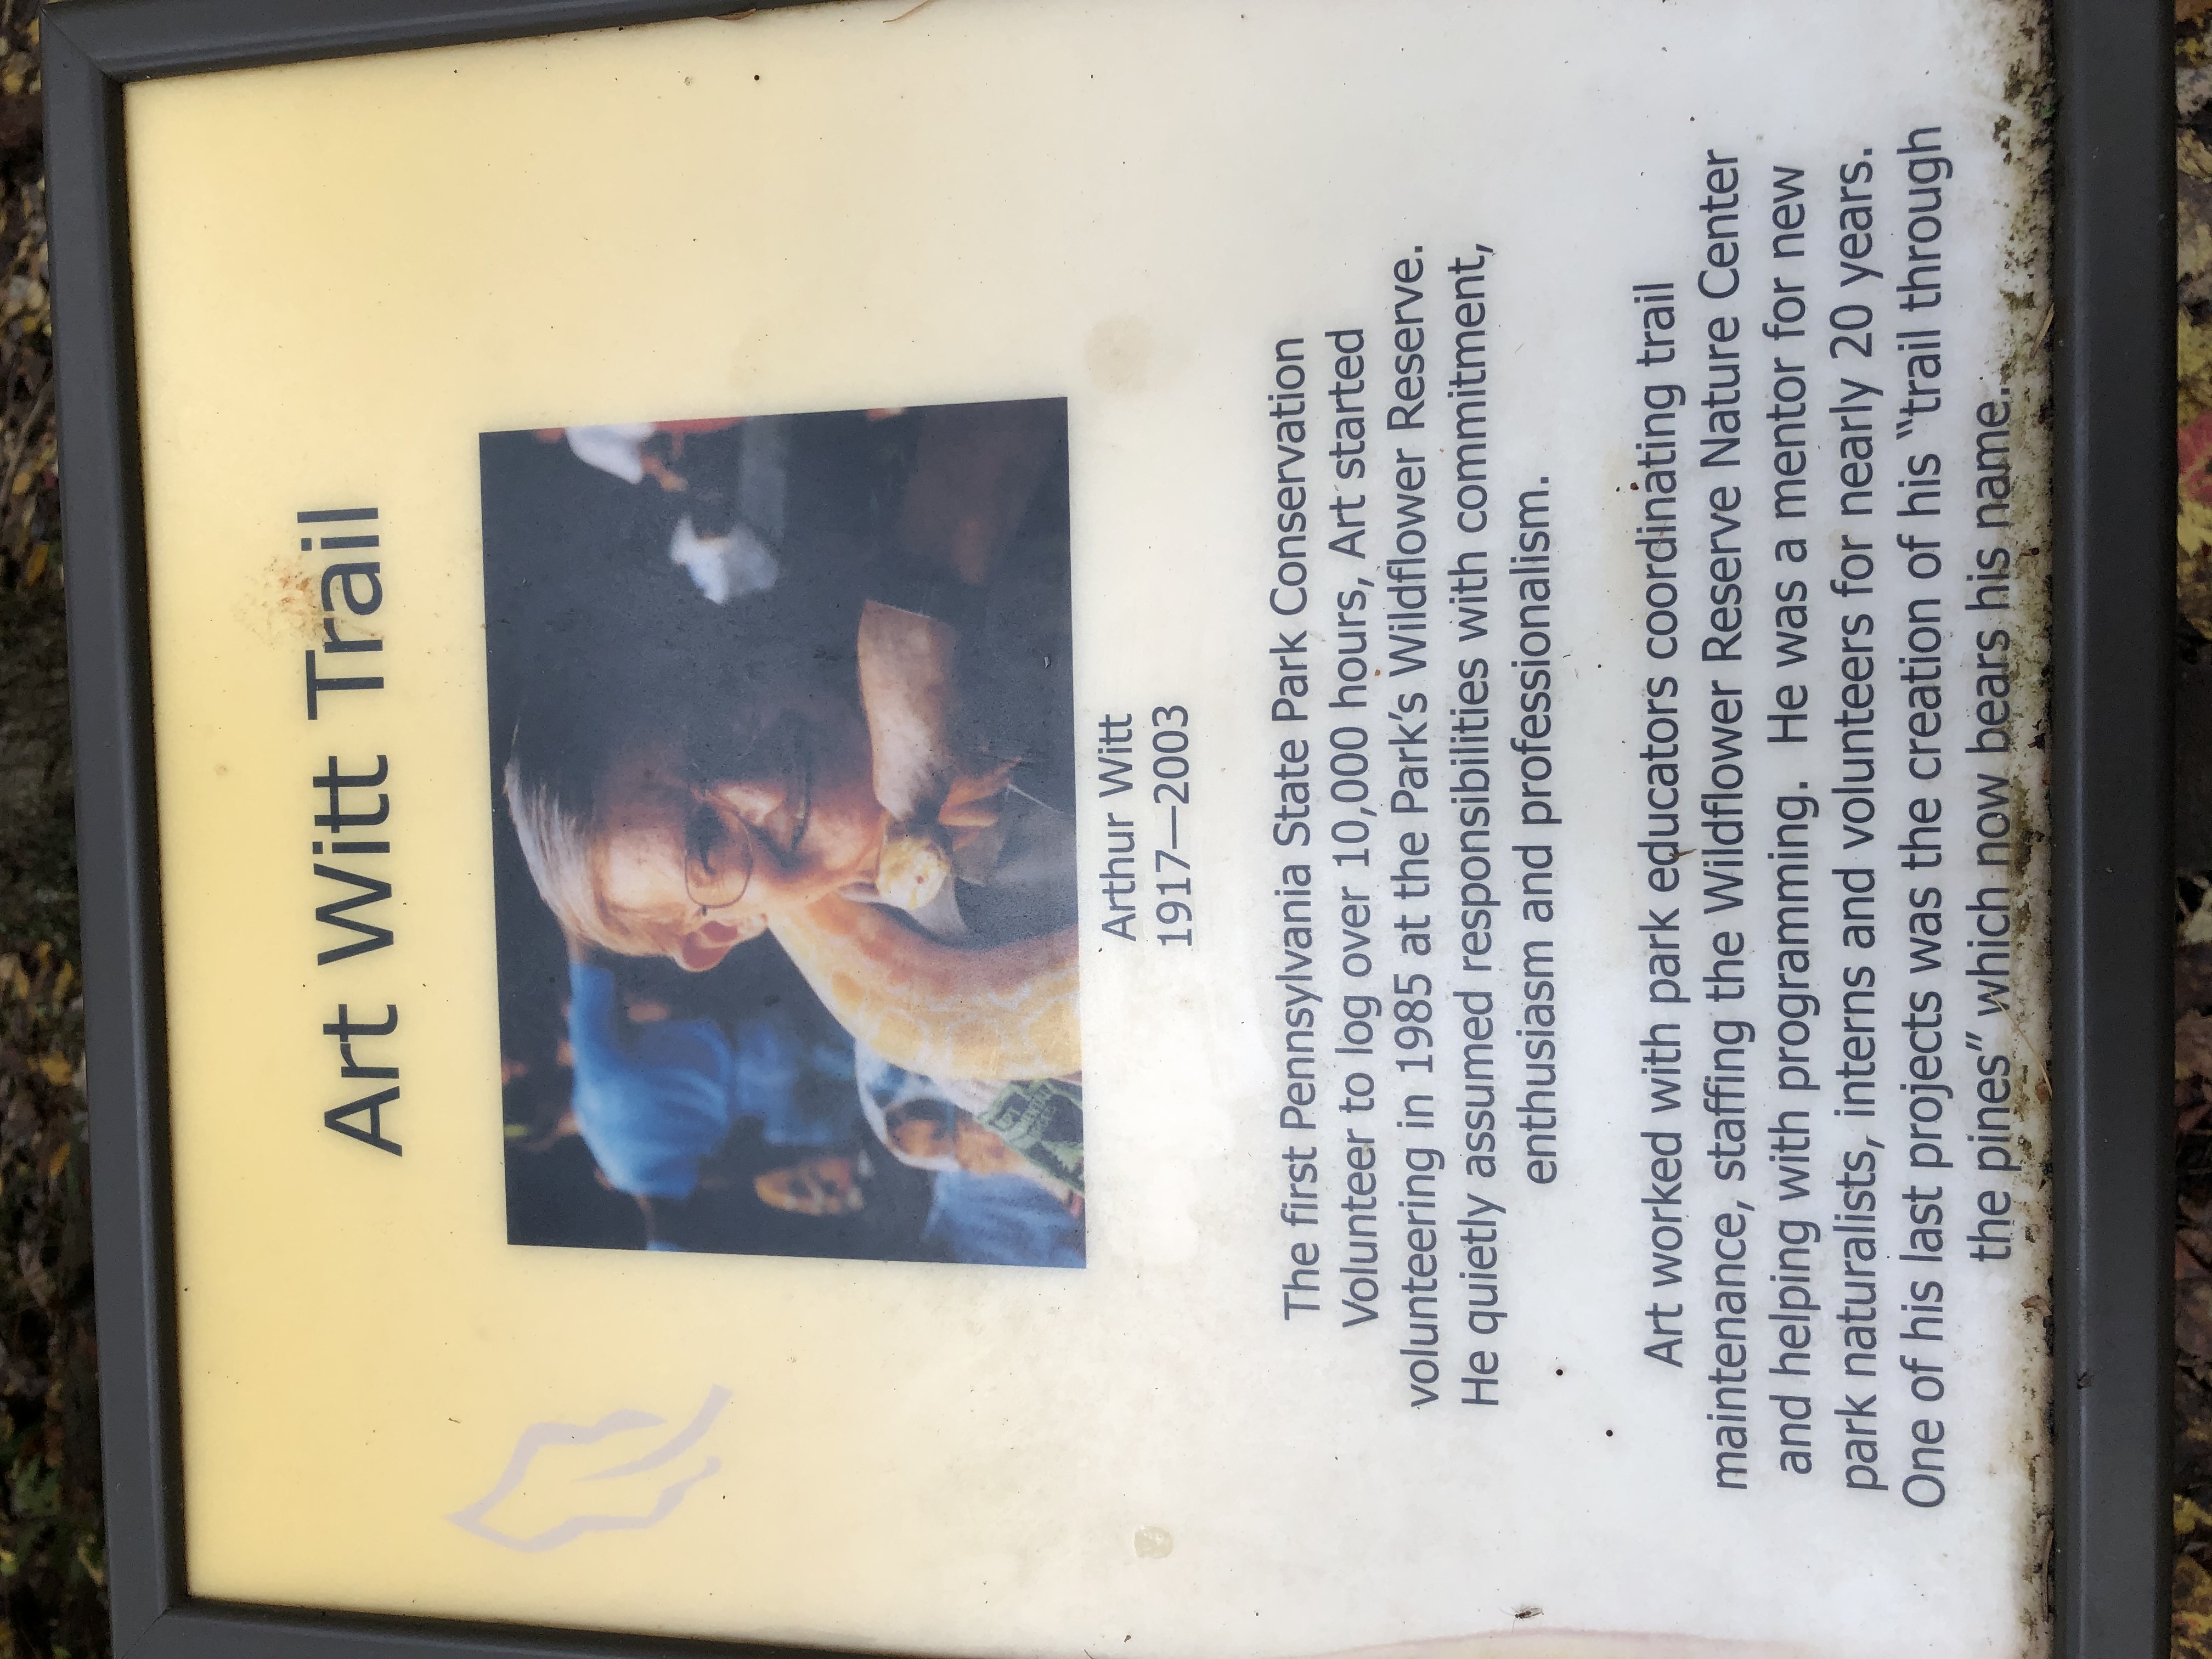 Art Witt Trail
Arthur Witt
1917—2003
The first Pennsylvania State Park Conservation
Volunteer to log over 10,000 hours, Art started
volunteering in 1985 at the Park's Wildflower Reserve.
He quietly assumed responsibilities with commitment,
enthusiasm and professionalism.
Art worked with park educators coordinating trail
maintenance, staffing the Wildflower Reserve Nature Center
and helping with programming.  He was a mentor for new
park naturalists, interns and volunteers for nearly 20 years.
One of his last projects was the creation of his “trail through
the pines” which now bears his name.